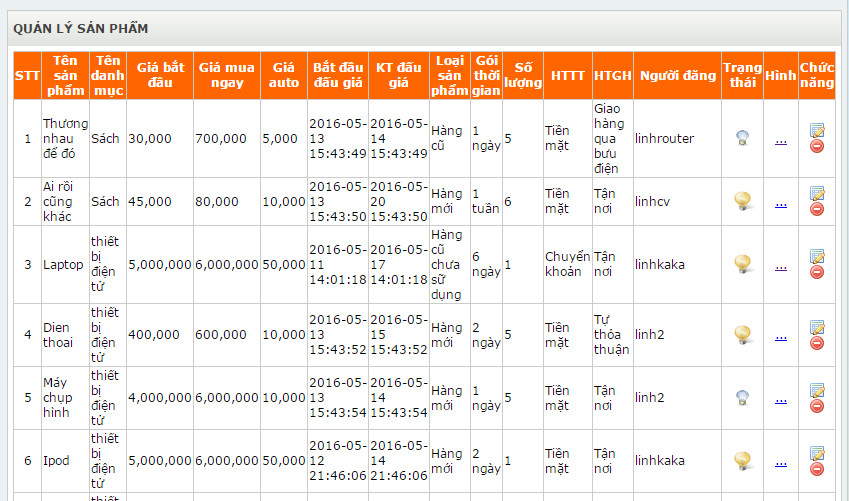 QUẢN LÝ SẢN PHẨM
STT Tên sản phẩm Tên danh mục Giá bắt đầu Giá mua ngay Giá auto Bắt đầu đấu giá KT đấu giá Loại sản phẩm Gói thời gian Số lượng HTTT HTGH Người đăng Trạng thái Hình Chức năng
1 Thương nhau để đó Sách 30,000 700,000 5,000 2016-05-13 15:43:49 2016-05-14 15:43:49 Hàng cũ 1 ngày 5 Tiền mặt Giao hàng qua bưu điện linhrouter ...
2 Ai rồi cũng khác Sách 45,000 80,000 10,000 2016-05-13 15:43:50 2016-05-20 15:43:50 Hàng mới 1 tuần 6 Tiền mặt Tận nơi linhcv ...
3 Laptop thiết bị điện tử 5,000,000 6,000,000 50,000 2016-05-11 14:01:18 2016-05-17 14:01:18 Hàng cũ chưa sử dụng 6 ngày 1 Chuyển khoản Tận nơi linhkaka ...
4 Dien thoai thiết bị điện tử 400,000 600,000 10,000 2016-05-13 15:43:52 2016-05-15 15:43:52 Hàng mới 2 ngày 5 Tiền mặt Tự thỏa thuận linh2 ...
5 Máy chụp hình thiết bị điện tử 4,000,000 6,000,000 10,000 2016-05-13 15:43:54 2016-05-14 15:43:54 Hàng mới 1 ngày 5 Tiền mặt Tận nơi linh2 ...
6 Ipod thiết bị điện tử 5,000,000 6,000,000 50,000 2016-05-12 21:46:06 2016-05-14 21:46:06 Hàng mới 2 ngày 1 Tiền mặt Tận nơi linhkaka ...
thiết